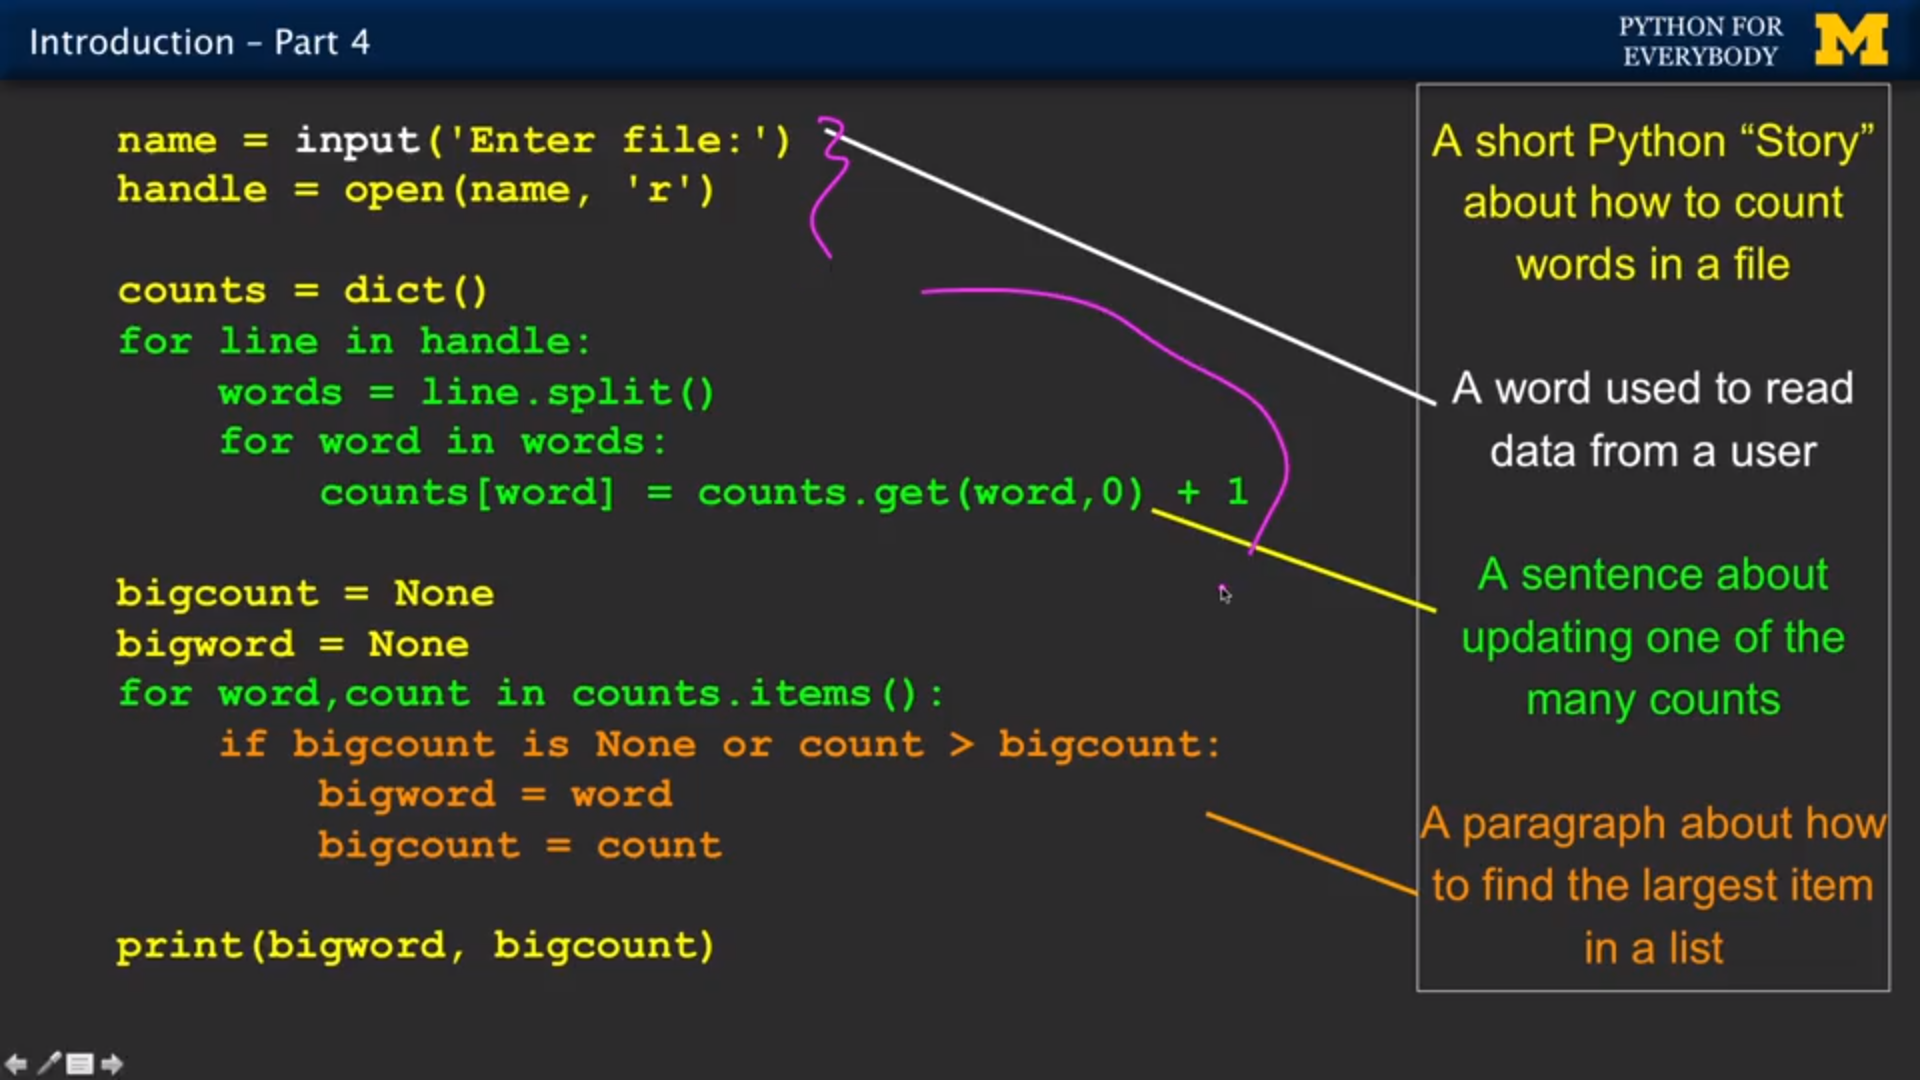 Introduction – Part 4
PYTHON FOR
EVERYBODY
M
name = input('Enter file:')
handle = open(name, 'r')
counts = dict()
for line in handle:
    words = line.split()
    for word in words:
        counts[word] = counts.get(word,0) + 1
bigcount = None
bigword = None
for word,count in counts.items():
    if bigcount is None or count > bigcount:
        bigword = word
        bigcount = count
print(bigword, bigcount)
A short Python “Story”
about how to count
words in a file
A word used to read
data from a user
A sentence about
updating one of the
many counts
A paragraph about how
to find the largest item
in a list